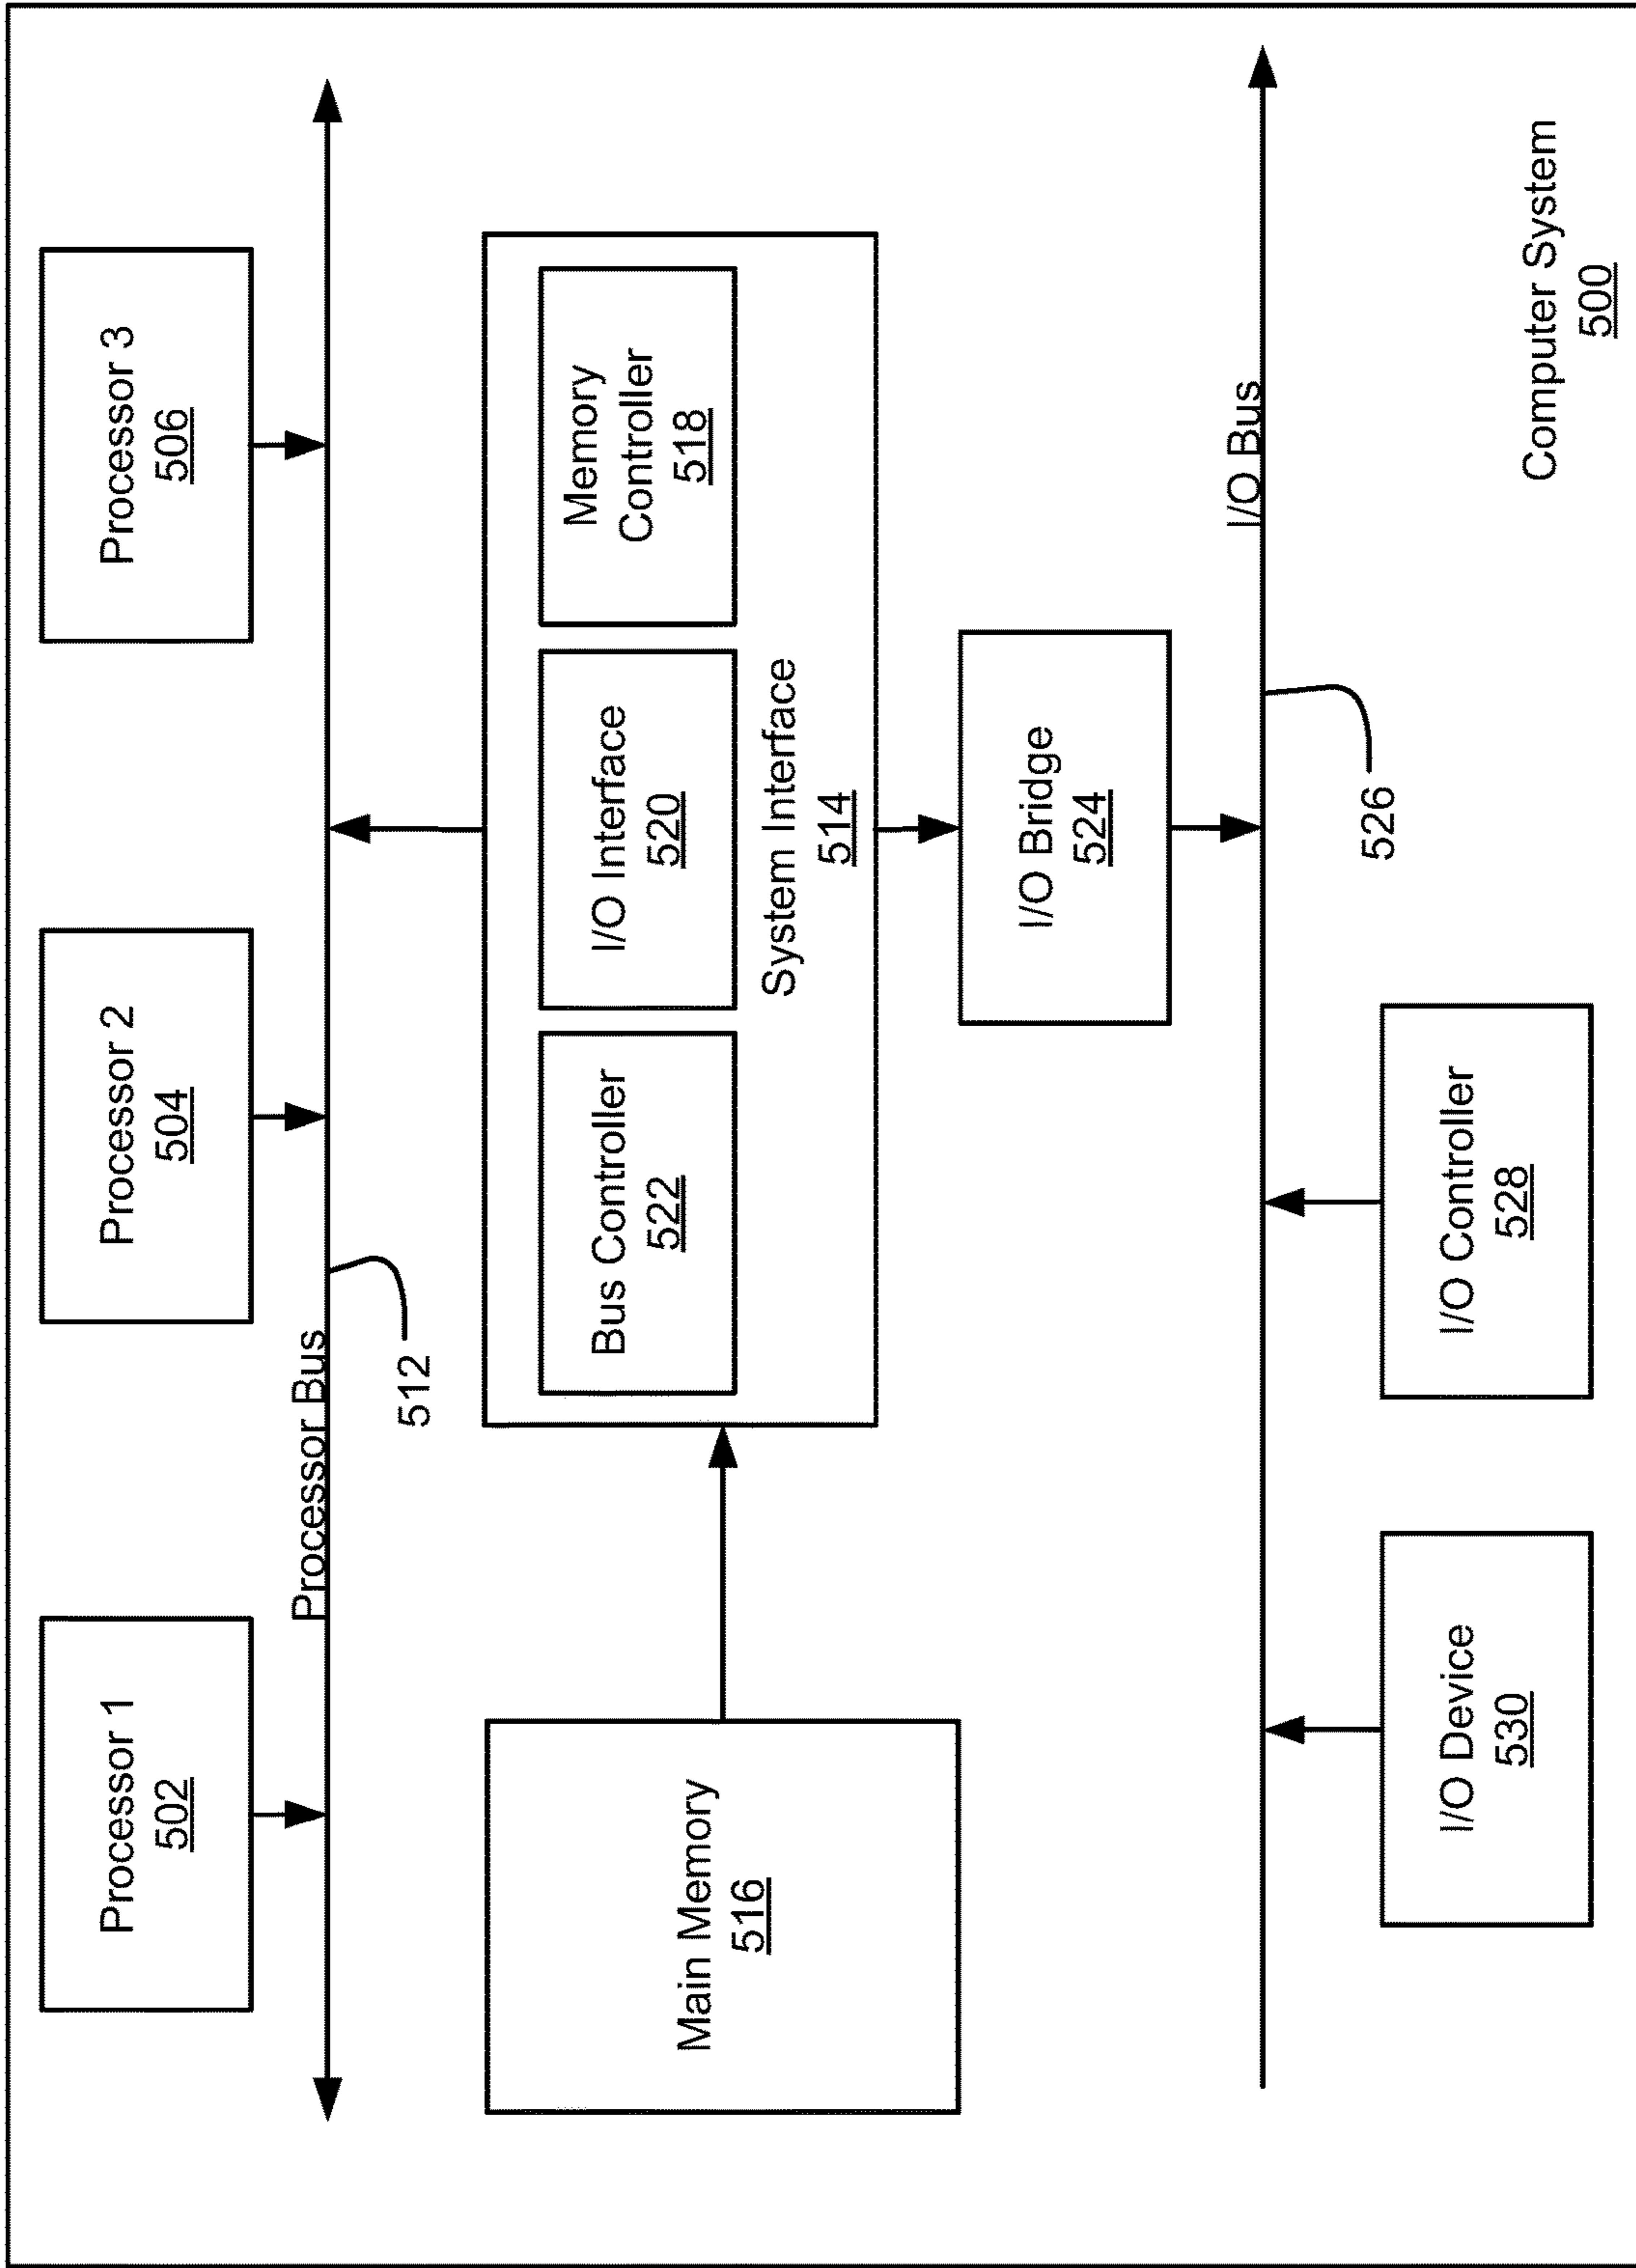 Processor 1
502
Processor 2
504
Processor 3
506
Processor Bus
512
Main Memory
516
Bus Controller
522
I/O Interface
520
Memory
Controller
518
System Interface
514
I/O Bridge
524
I/O Bus
526
I/O Device
530
I/O Controller
528
Computer System
500